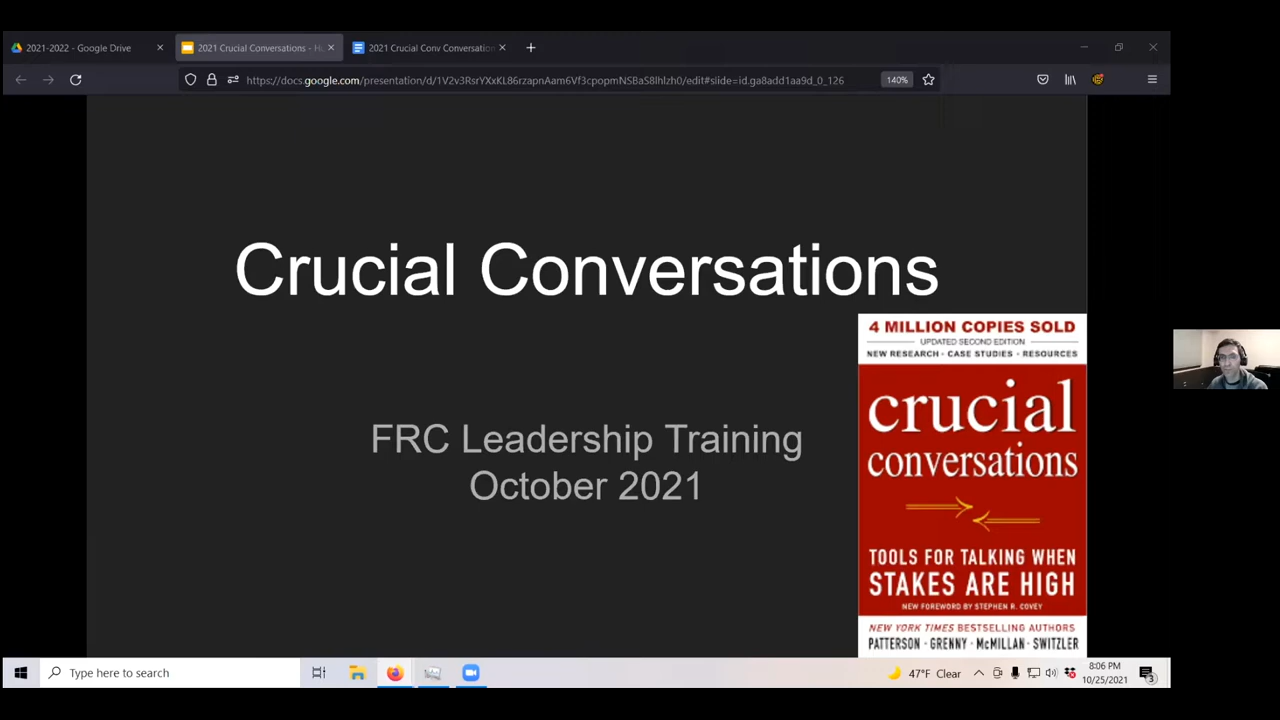 2021-2022 - Google Drive
2021 Crucial Conversations - H
2021 Crucial Conv Conversation
https://docs.google.com/presentation/d/1V2v3RsrYXxKL86rzapnAam6Vf3cpopmNSBaS8lhlzh0/edit#slide=id.ga8add1aa9d_0_126
140%
Crucial Conversations
FRC Leadership Training
October 2021
4 MILLION COPIES SOLD
UPDATED SECOND EDITION
NEW RESEARCH · CASE STUDIES · RESOURCES
crucial
conversations
TOOLS FOR TALKING WHEN
STAKES ARE HIGH
NEW FOREWORD BY STEPHEN R. COVEY
NEW YORK TIMES BESTSELLING AUTHORS
PATTERSON · GRENNY · McMILLAN · SWITZLER
Type here to search
47°F Clear
8:06 PM
10/25/2021
3